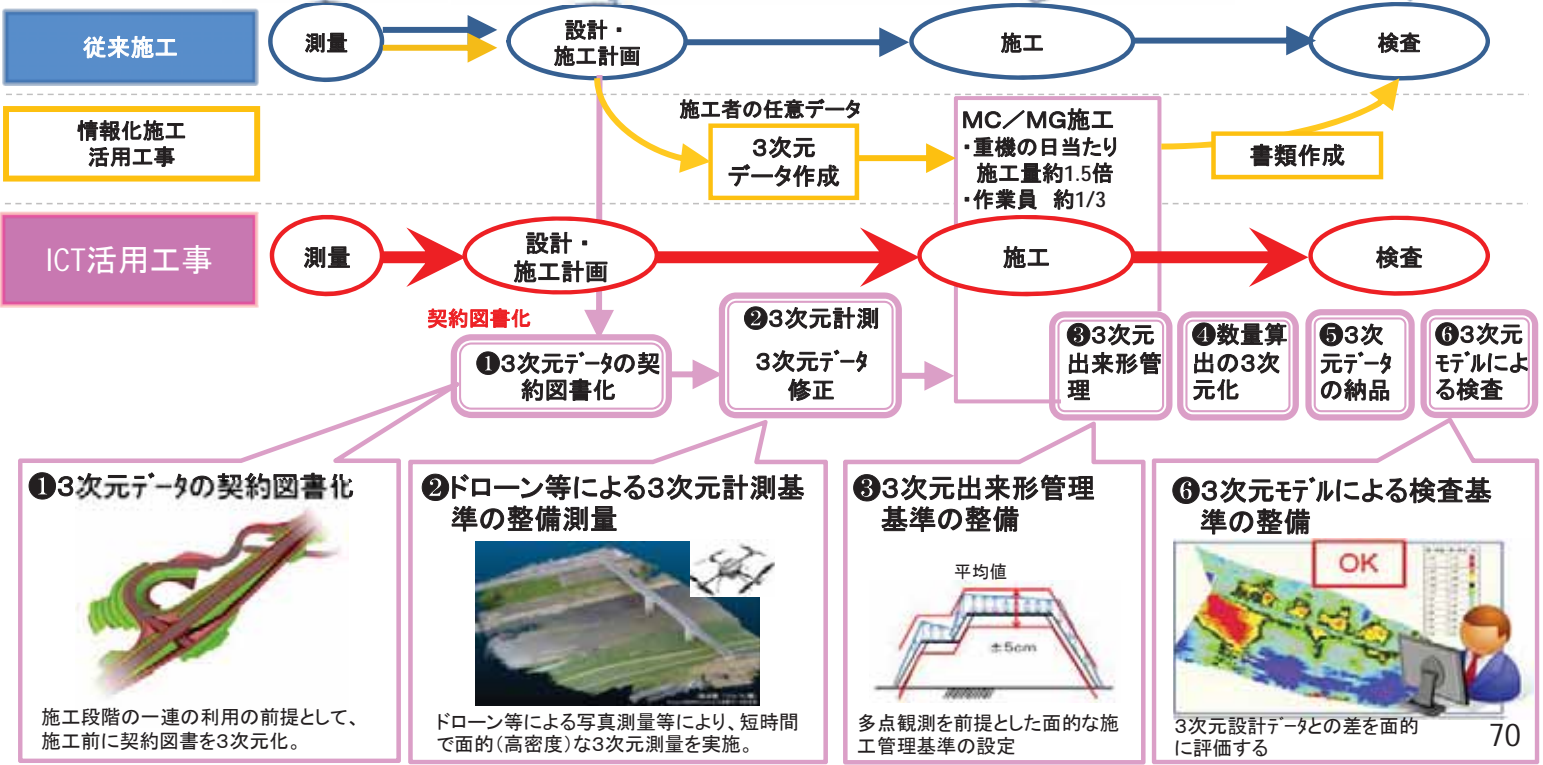 従来施工
測量
設計・
施工計画
施工
検査
情報化施工
活用工事
施工者の任意データ
3次元
データ作成
MC／MG施工
・重機の日当たり
施工量約1.5倍
・作業員　約1/3
書類作成
ICT活用工事
測量
設計・
施工計画
施工
検査
契約図書化
❶3次元ﾃﾞｰﾀの契
約図書化
❷3次元計測
3次元ﾃﾞｰﾀ
修正
❸3次元
出来形管
理
❹数量算
出の3次
元化
❺3次
元ﾃﾞｰﾀ
の納品
❻3次元
ﾓﾃﾞﾙによ
る検査
❶3次元ﾃﾞｰﾀの契約図書化
施工段階の一連の利用の前提として、
施工前に契約図書を3次元化。
❷ドローン等による3次元計測基
準の整備測量
ドローン等による写真測量等により、短時間
で面的（高密度）な3次元測量を実施。
❸3次元出来形管理
基準の整備
平均値
±5cm
多点観測を前提とした面的な施
工管理基準の設定
❻3次元ﾓﾃﾞﾙによる検査基
準の整備
OK
3次元設計ﾃﾞｰﾀとの差を面的
に評価する
70